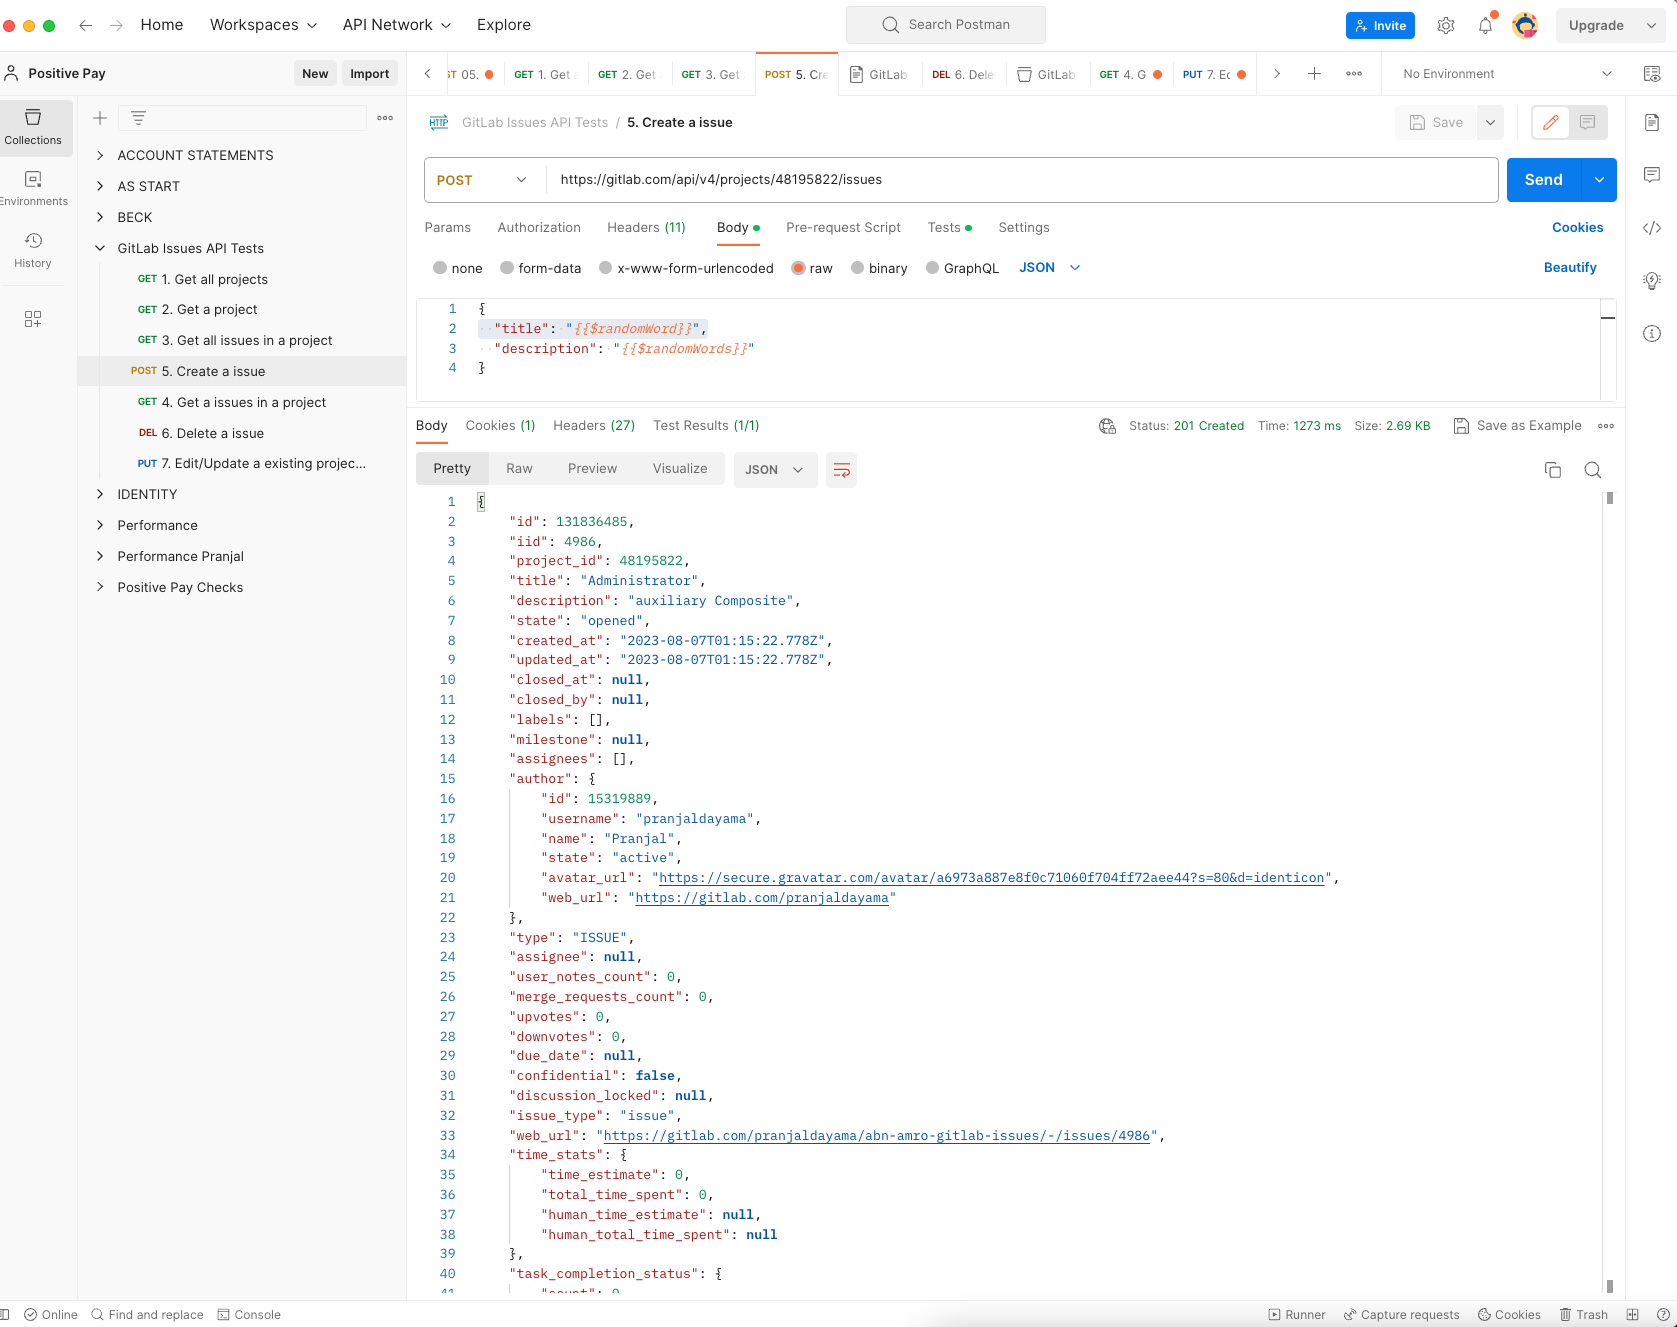 Home Workspaces API Network Explore Search Postman Invite Upgrade
Positive Pay New Import
ST 05. GET 1. Get a GET 2. Get GET 3. Get POST 5. Cre GitLab DEL 6. Dele GitLab GET 4. G PUT 7. Ec No Environment
Collections
Environments
History
ACCOUNT STATEMENTS
AS START
BECK
GitLab Issues API Tests
GET 1. Get all projects
GET 2. Get a project
GET 3. Get all issues in a project
POST 5. Create a issue
GET 4. Get a issues in a project
DEL 6. Delete a issue
PUT 7. Edit/Update a existing projec...
IDENTITY
Performance
Performance Pranjal
Positive Pay Checks
HTTP GitLab Issues API Tests / 5. Create a issue Save
POST https://gitlab.com/api/v4/projects/48195822/issues Send
Params Authorization Headers (11) Body Pre-request Script Tests Settings Cookies
none form-data x-www-form-urlencoded raw binary GraphQL JSON Beautify
1 {
2 "title": "{{$randomWord}}",
3 "description": "{{$randomWords}}"
4 }
Body Cookies (1) Headers (27) Test Results (1/1) Status: 201 Created Time: 1273 ms Size: 2.69 KB Save as Example
Pretty Raw Preview Visualize JSON
1 {
2 "id": 131836485,
3 "iid": 4986,
4 "project_id": 48195822,
5 "title": "Administrator",
6 "description": "auxiliary Composite",
7 "state": "opened",
8 "created_at": "2023-08-07T01:15:22.778Z",
9 "updated_at": "2023-08-07T01:15:22.778Z",
10 "closed_at": null,
11 "closed_by": null,
12 "labels": [],
13 "milestone": null,
14 "assignees": [],
15 "author": {
16 "id": 15319889,
17 "username": "pranjaldayama",
18 "name": "Pranjal",
19 "state": "active",
20 "avatar_url": "https://secure.gravatar.com/avatar/a6973a887e8f0c71060f704ff72aee44?s=80&d=identicon",
21 "web_url": "https://gitlab.com/pranjaldayama"
22 },
23 "type": "ISSUE",
24 "assignee": null,
25 "user_notes_count": 0,
26 "merge_requests_count": 0,
27 "upvotes": 0,
28 "downvotes": 0,
29 "due_date": null,
30 "confidential": false,
31 "discussion_locked": null,
32 "issue_type": "issue",
33 "web_url": "https://gitlab.com/pranjaldayama/abn-amro-gitlab-issues/-/issues/4986",
34 "time_stats": {
35 "time_estimate": 0,
36 "total_time_spent": 0,
37 "human_time_estimate": null,
38 "human_total_time_spent": null
39 },
40 "task_completion_status": {
41 "count": 0
Online Find and replace Console Runner Capture requests Cookies Trash